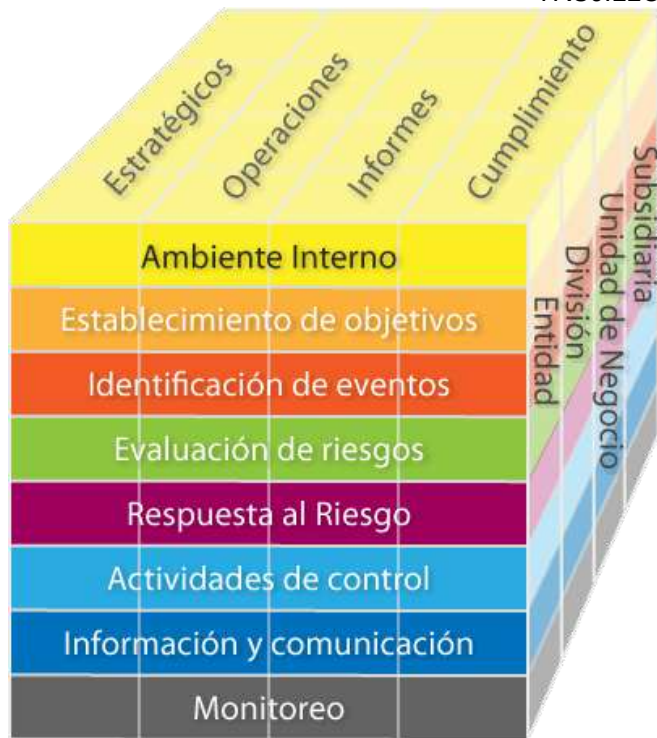 Estratégicos
Operaciones
Informes
Cumplimiento
Ambiente Interno
Establecimiento de objetivos
Identificación de eventos
Evaluación de riesgos
Respuesta al Riesgo
Actividades de control
Información y comunicación
Monitoreo
Entidad
División
Unidad de Negocio
Subsidiaria